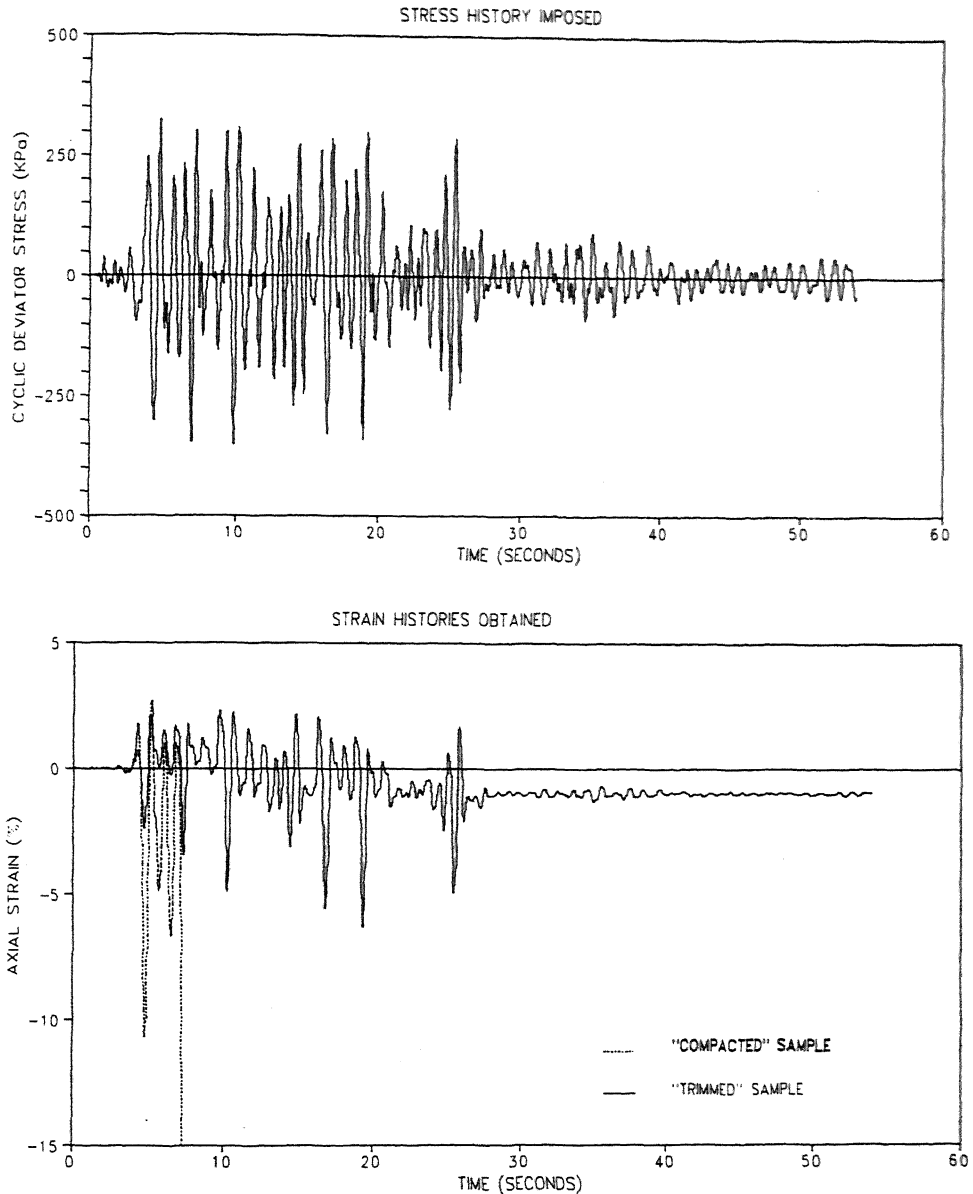 STRESS HISTORY IMPOSED
500
250
0
-250
-500
CYCLIC DEVIATOR STRESS (KPa)
0 10 20 30 40 50 60
TIME (SECONDS)
STRAIN HISTORIES OBTAINED
5
0
-5
-10
-15
AXIAL STRAIN (%)
"COMPACTED" SAMPLE
"TRIMMED" SAMPLE
0 10 20 30 40 50 60
TIME (SECONDS)